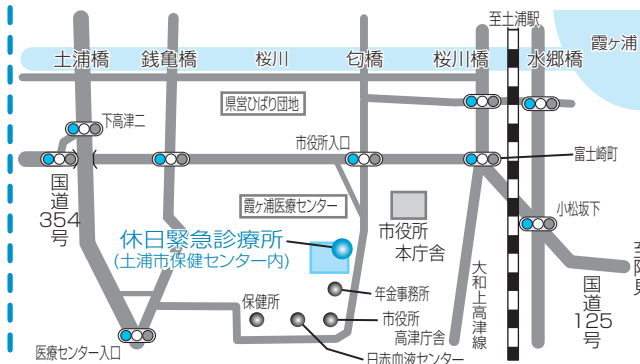 至土浦駅
霞ヶ浦
土浦橋
銭亀橋
桜川
匂橋
桜川橋
水郷橋
県営ひばり団地
下高津二
市役所入口
富士崎町
国道
354
号
霞ヶ浦医療センター
小松坂下
市役所
本庁舎
休日緊急診療所
(土浦市保健センター内)
大和上高津線
国道
125
号
年金事務所
保健所
市役所
高津庁舎
医療センター入口
日赤血液センター